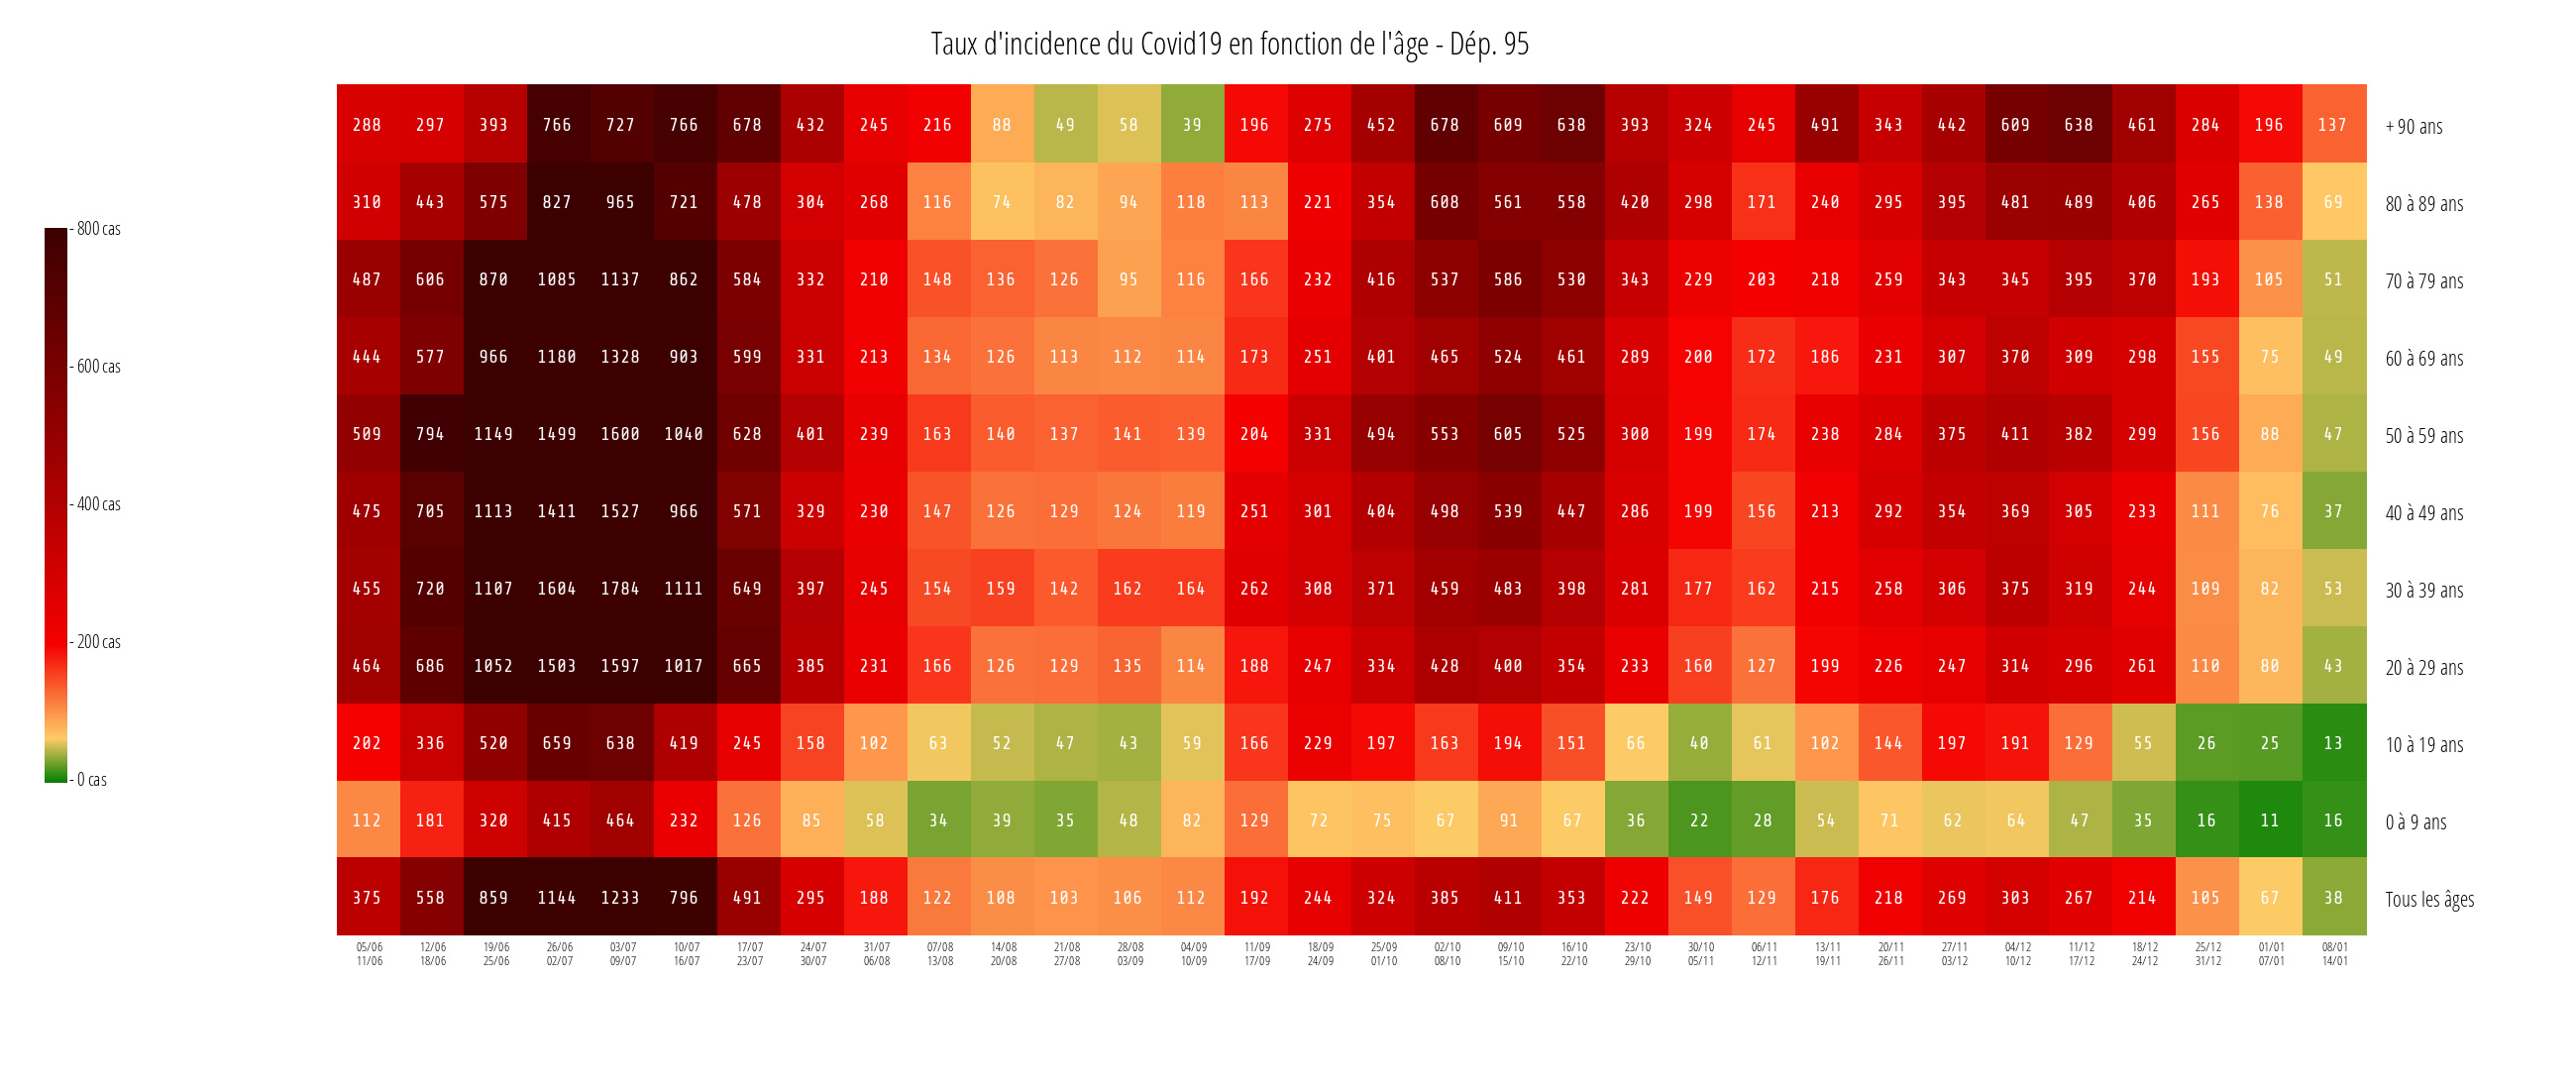 Taux d'incidence du Covid19 en fonction de l'âge - Dép. 95
- 800 cas
- 600 cas
- 400 cas
- 200 cas
- 0 cas
288 297 393 766 727 766 678 432 245 216 88 49 58 39 196 275 452 678 609 638 393 324 245 491 343 442 609 638 461 284 196 137 + 90 ans
310 443 575 827 965 721 478 304 268 116 74 82 94 118 113 221 354 608 561 558 420 298 171 240 295 395 481 489 406 265 138 69 80 à 89 ans
487 606 870 1085 1137 862 584 332 210 148 136 126 95 116 166 232 416 537 586 530 343 229 203 218 259 343 345 395 370 193 105 51 70 à 79 ans
444 577 966 1180 1328 903 599 331 213 134 126 113 112 114 173 251 401 465 524 461 289 200 172 186 231 307 370 309 298 155 75 49 60 à 69 ans
509 794 1149 1499 1600 1040 628 401 239 163 140 137 141 139 204 331 494 553 605 525 300 199 174 238 284 375 411 382 299 156 88 47 50 à 59 ans
475 705 1113 1411 1527 966 571 329 230 147 126 129 124 119 251 301 404 498 539 447 286 199 156 213 292 354 369 305 233 111 76 37 40 à 49 ans
455 720 1107 1604 1784 1111 649 397 245 154 159 142 162 164 262 308 371 459 483 398 281 177 162 215 258 306 375 319 244 109 82 53 30 à 39 ans
464 686 1052 1503 1597 1017 665 385 231 166 126 129 135 114 188 247 334 428 400 354 233 160 127 199 226 247 314 296 261 110 80 43 20 à 29 ans
202 336 520 659 638 419 245 158 102 63 52 47 43 59 166 229 197 163 194 151 66 40 61 102 144 197 191 129 55 26 25 13 10 à 19 ans
112 181 320 415 464 232 126 85 58 34 39 35 48 82 129 72 75 67 91 67 36 22 28 54 71 62 64 47 35 16 11 16 0 à 9 ans
375 558 859 1144 1233 796 491 295 188 122 108 103 106 112 192 244 324 385 411 353 222 149 129 176 218 269 303 267 214 105 67 38 Tous les âges
05/06 12/06 19/06 26/06 03/07 10/07 17/07 24/07 31/07 07/08 14/08 21/08 28/08 04/09 11/09 18/09 25/09 02/10 09/10 16/10 23/10 30/10 06/11 13/11 20/11 27/11 04/12 11/12 18/12 25/12 01/01 08/01
11/06 18/06 25/06 02/07 09/07 16/07 23/07 30/07 06/08 13/08 20/08 27/08 03/09 10/09 17/09 24/09 01/10 08/10 15/10 22/10 29/10 05/11 12/11 19/11 26/11 03/12 10/12 17/12 24/12 31/12 07/01 14/01